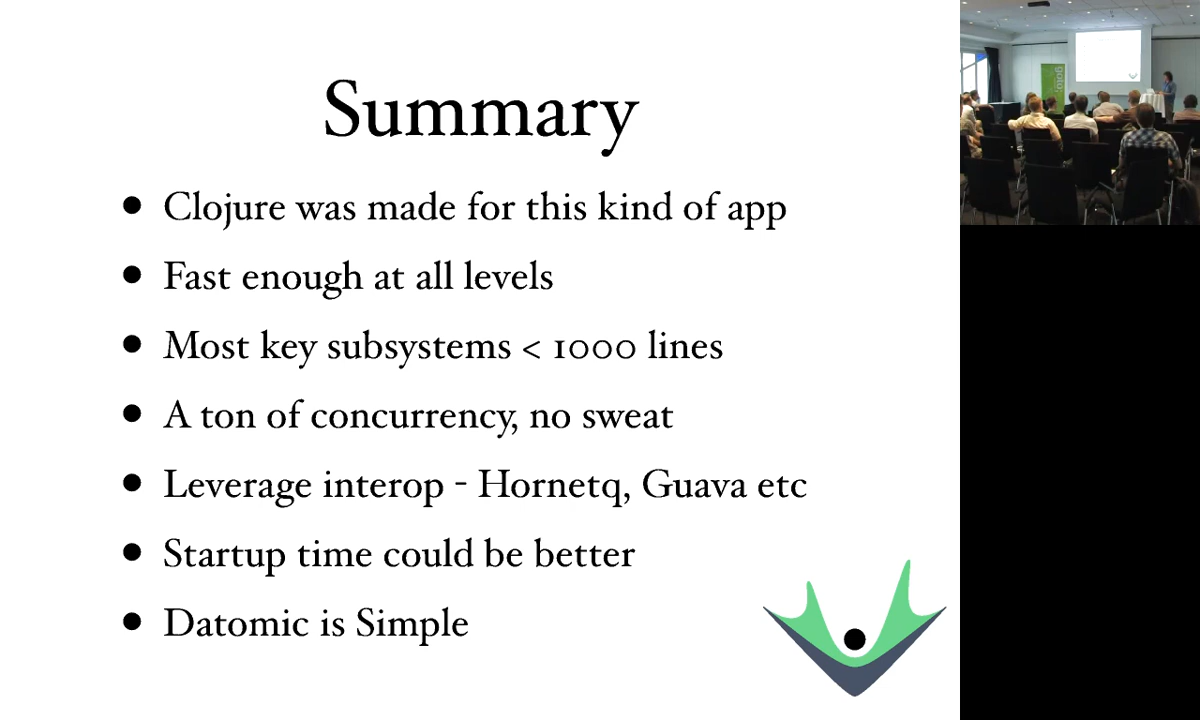 Summary
• Clojure was made for this kind of app
• Fast enough at all levels
• Most key subsystems < 1000 lines
• A ton of concurrency, no sweat
• Leverage interop - Hornetq, Guava etc
• Startup time could be better
• Datomic is Simple
goto;